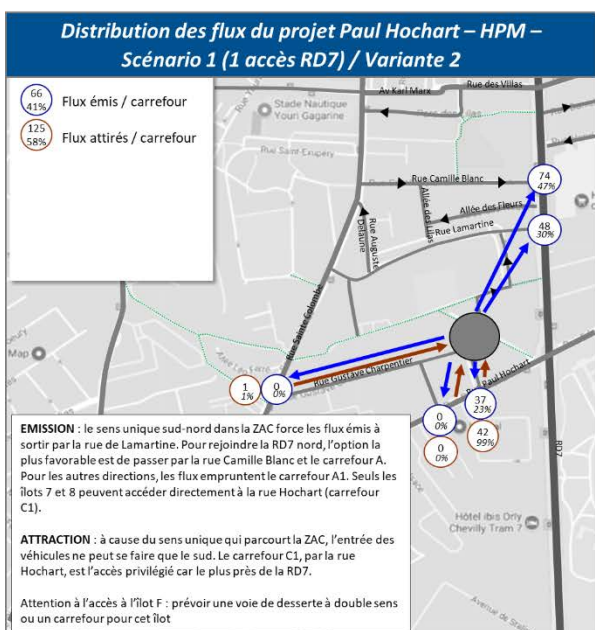 Distribution des flux du projet Paul Hochart – HPM –
Scénario 1 (1 accès RD7) / Variante 2
66
41%
Flux émis / carrefour
125
58%
Flux attirés / carrefour
Av Karl Marx
Rue des Villas
Stade Nautique
Youri Gagarine
Rue Saint-Exupéry
Rue Camille Blanc
74
47%
Allée des Lilas
Allée des Fleurs
Rue Auguste
Delaune
Rue Lamartine
48
30%
Rue Sainte Colombe
Map
Rue Gustave Charpentier
Rue Paul Hochart
1
1%
0
0%
0
0%
37
23%
0
0%
42
99%
RD7
Hôtel ibis Orly
Chevilly Tram 7
EMISSION : le sens unique sud-nord dans la ZAC force les flux émis à
sortir par la rue de Lamartine. Pour rejoindre la RD7 nord, l'option la
plus favorable est de passer par la rue Camille Blanc et le carrefour A.
Pour les autres directions, les flux empruntent le carrefour A1. Seuls les
îlots 7 et 8 peuvent accéder directement à la rue Hochart (carrefour
C1).
ATTRACTION : à cause du sens unique qui parcourt la ZAC, l'entrée des
véhicules ne peut se faire que le sud. Le carrefour C1, par la rue
Hochart, est l'accès privilégié car le plus près de la RD7.
Attention à l'accès à l'îlot F : prévoir une voie de desserte à double sens
ou un carrefour pour cet îlot